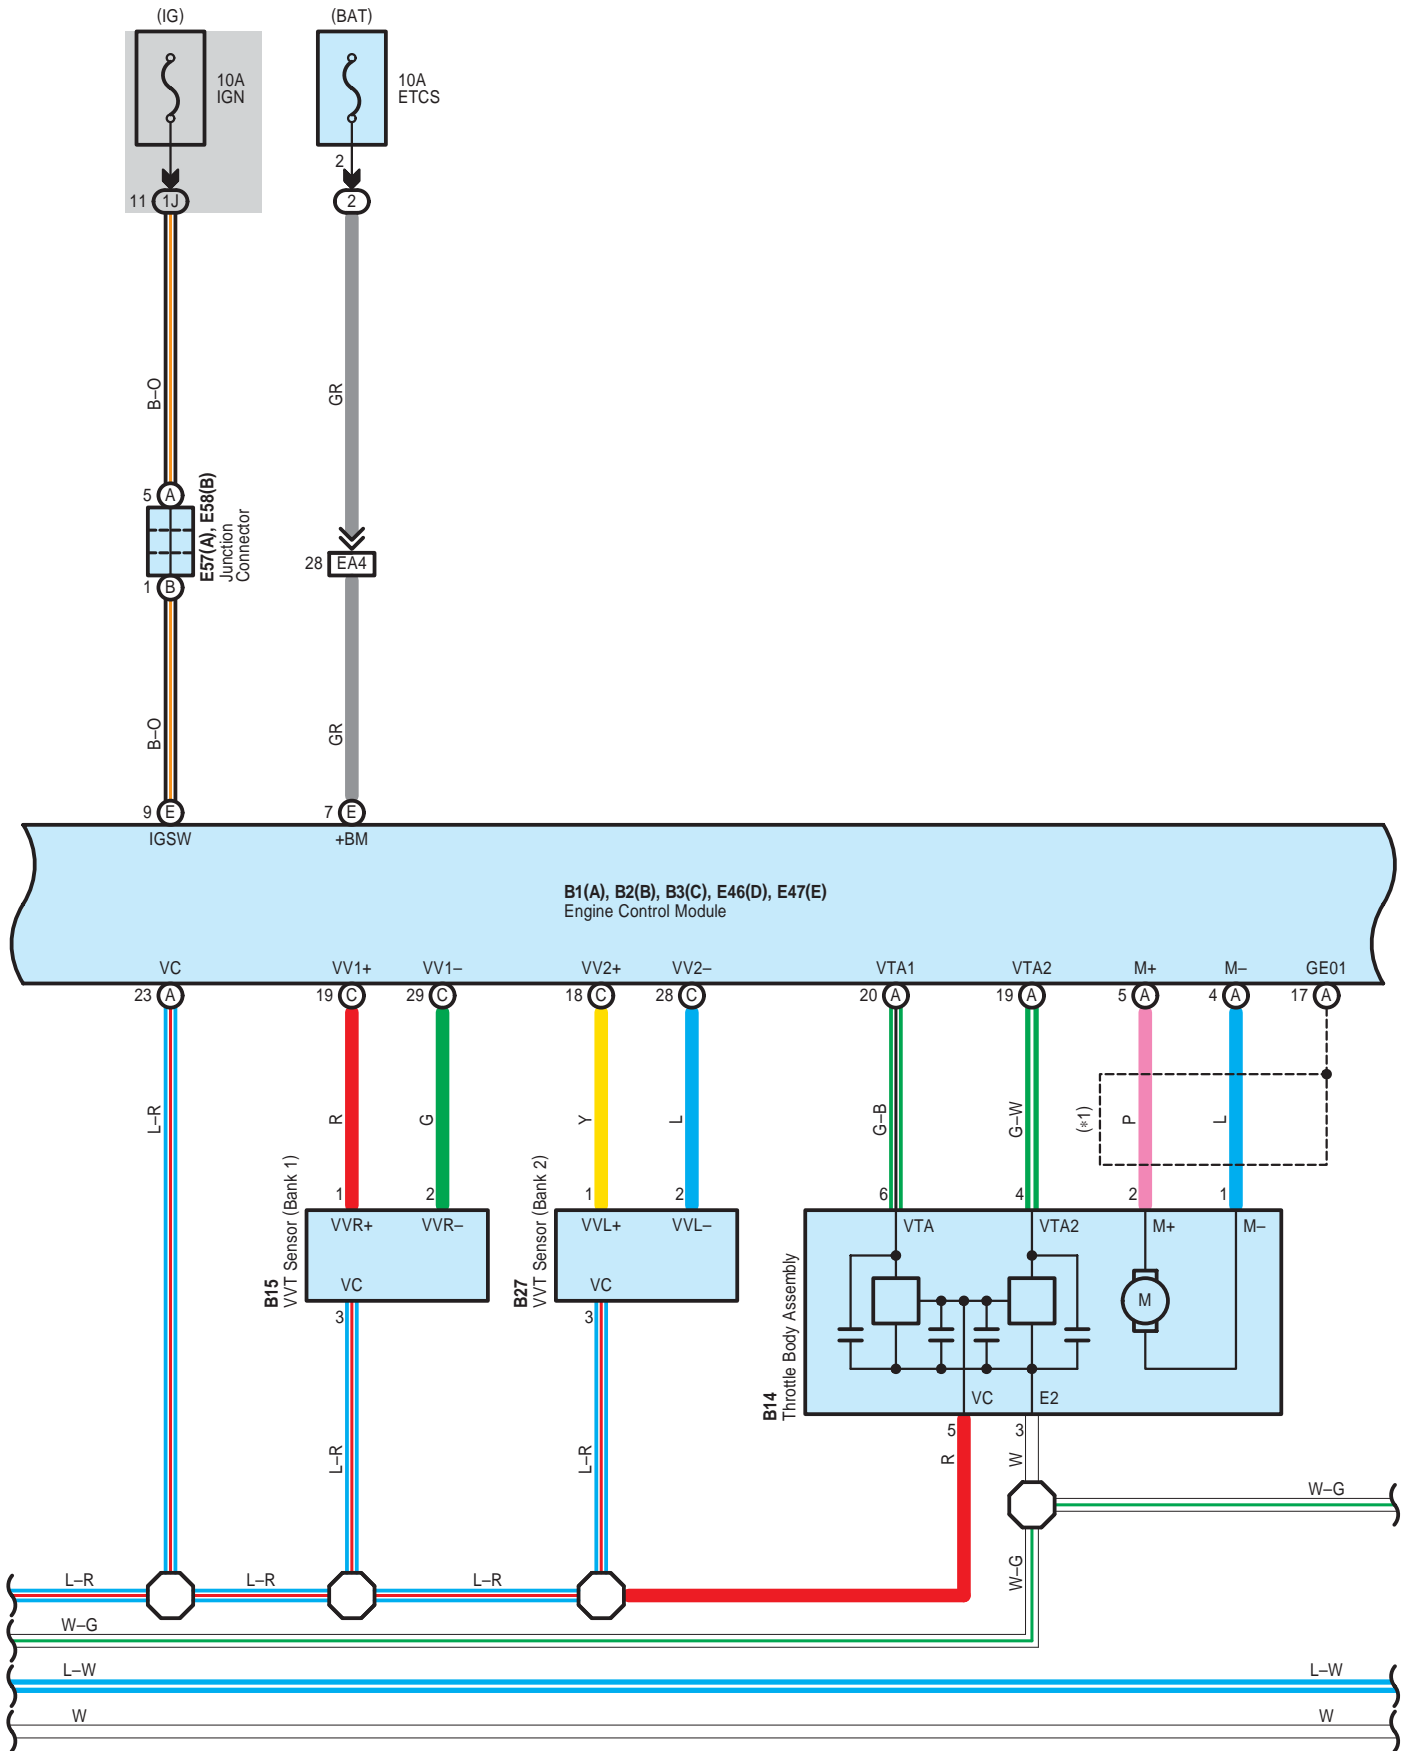 (IG)
(BAT)
10A
IGN
10A
ETCS
2
11
1J
2
B–O
GR
5
A
E57(A), E58(B)
Junction
Connector
28
EA4
1
B
B–O
GR
9
E
7
E
IGSW
+BM
B1(A), B2(B), B3(C), E46(D), E47(E)
Engine Control Module
VC
VV1+
VV1–
VV2+
VV2–
VTA1
VTA2
M+
M–
GE01
23
A
19
C
29
C
18
C
28
C
20
A
19
A
5
A
4
A
17
A
L–R
R
G
Y
L
G–B
G–W
(*1)
P
L
1
2
1
2
6
4
2
1
VVR+
VVR–
VVL+
VVL–
VTA
VTA2
M+
M–
VC
VC
M
B15
VVT Sensor (Bank 1)
B27
VVT Sensor (Bank 2)
B14
Throttle Body Assembly
3
3
VC
E2
5
3
L–R
L–R
R
W
W–G
W–G
L–R
L–R
L–R
W–G
L–W
L–W
W
W